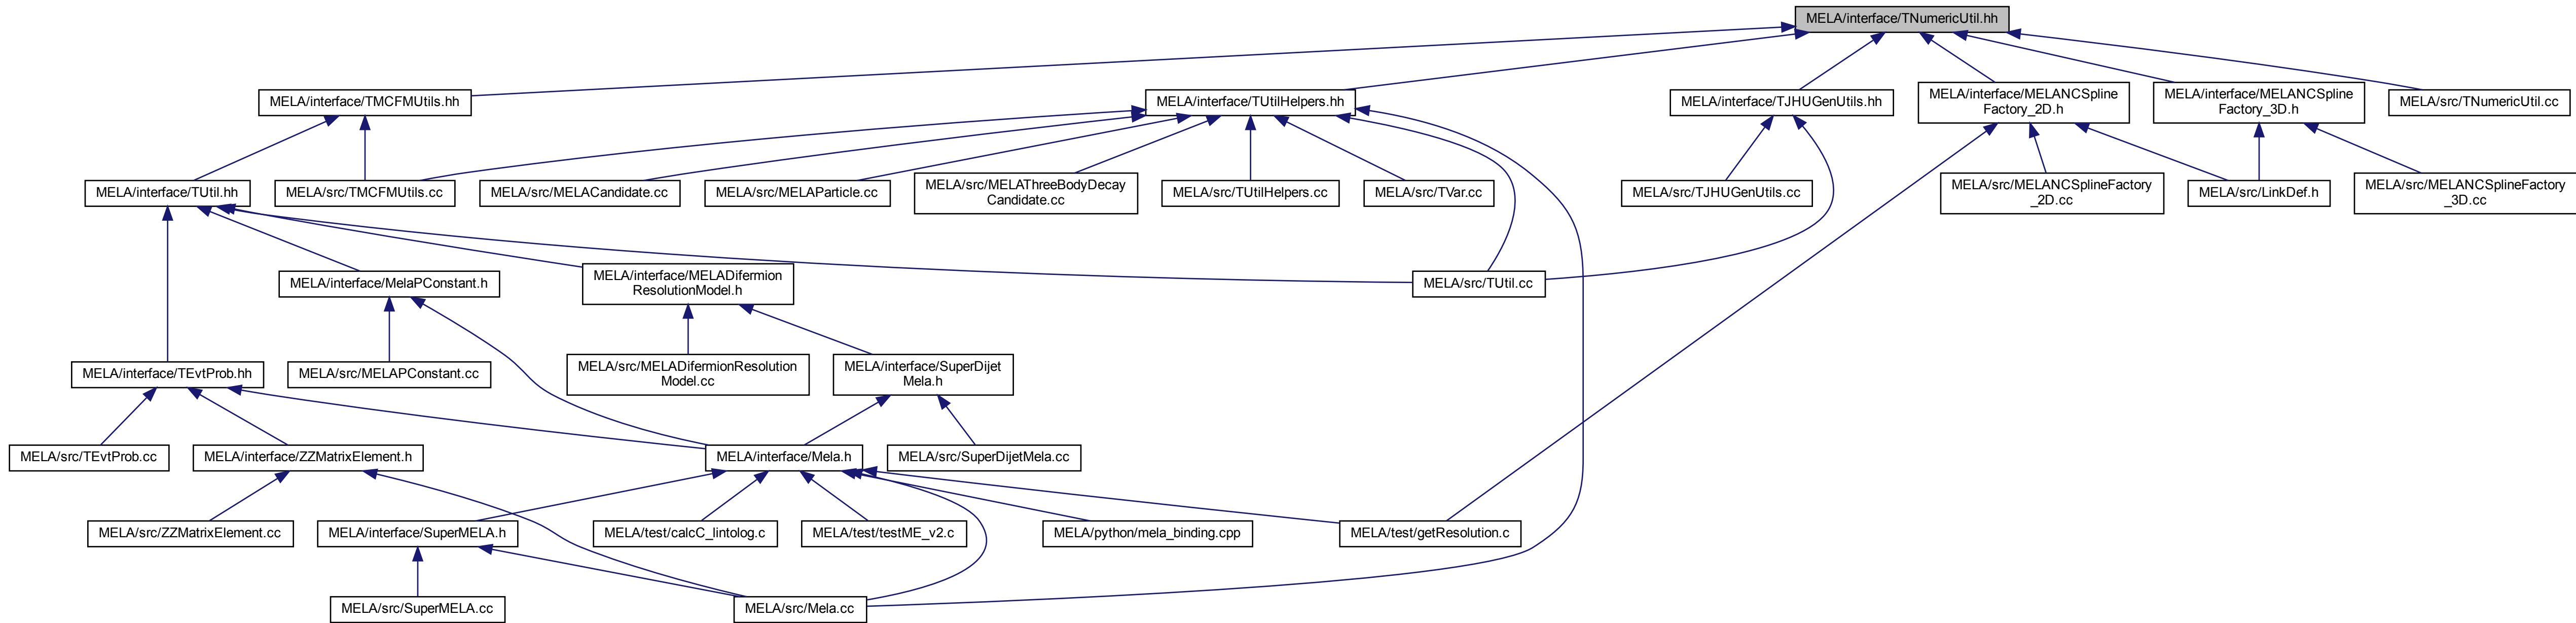 MELA/interface/TNumericUtil.hh
MELA/interface/TMCFMUtils.hh
MELA/interface/TUtilHelpers.hh
MELA/interface/TJHUGenUtils.hh
MELA/interface/MELANCSpline
Factory_2D.h
MELA/interface/MELANCSpline
Factory_3D.h
MELA/src/TNumericUtil.cc
MELA/interface/TUtil.hh
MELA/src/TMCFMUtils.cc
MELA/src/MELACandidate.cc
MELA/src/MELAParticle.cc
MELA/src/MELAThreeBodyDecay
Candidate.cc
MELA/src/TUtilHelpers.cc
MELA/src/TVar.cc
MELA/src/TJHUGenUtils.cc
MELA/src/MELANCSplineFactory
_2D.cc
MELA/src/LinkDef.h
MELA/src/MELANCSplineFactory
_3D.cc
MELA/interface/MelaPConstant.h
MELA/interface/MELADifermion
ResolutionModel.h
MELA/src/TUtil.cc
MELA/interface/TEvtProb.hh
MELA/src/MELAPConstant.cc
MELA/src/MELADifermionResolution
Model.cc
MELA/interface/SuperDijet
Mela.h
MELA/src/TEvtProb.cc
MELA/interface/ZZMatrixElement.h
MELA/interface/Mela.h
MELA/src/SuperDijetMela.cc
MELA/src/ZZMatrixElement.cc
MELA/interface/SuperMELA.h
MELA/test/calcC_lintolog.c
MELA/test/testME_v2.c
MELA/python/mela_binding.cpp
MELA/test/getResolution.c
MELA/src/SuperMELA.cc
MELA/src/Mela.cc